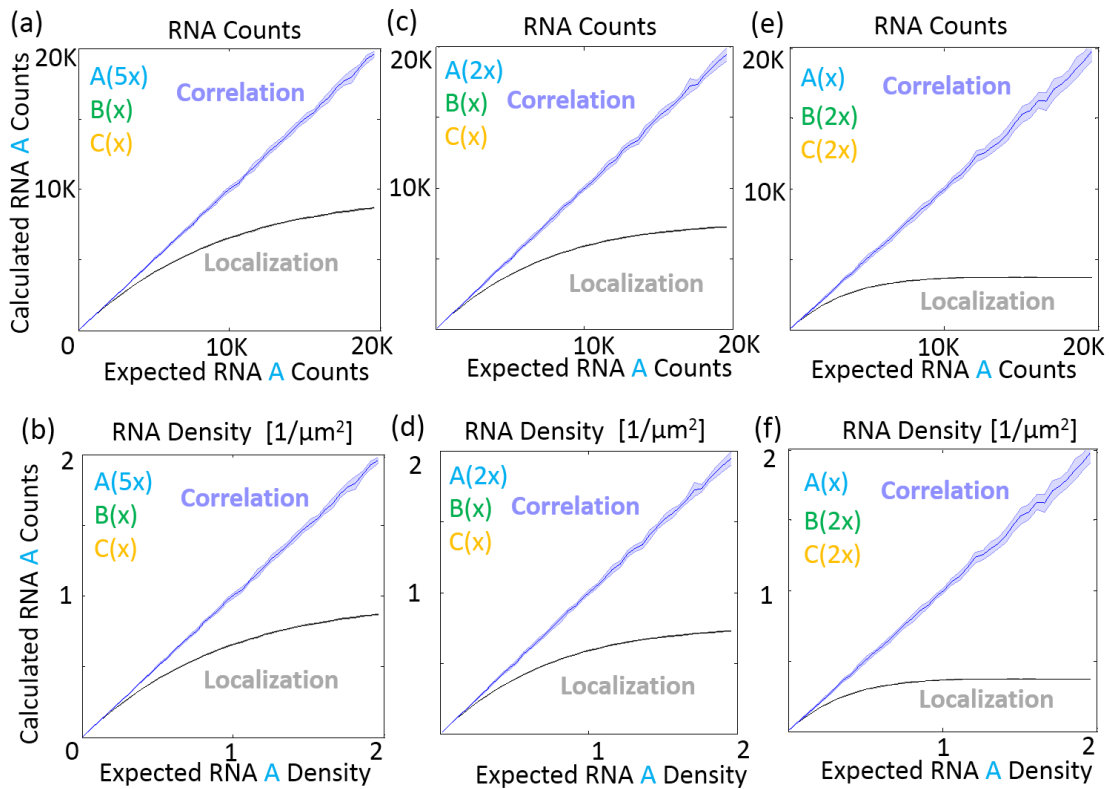 (a)
RNA Counts
20K
A(5x)
B(x)
C(x)
Correlation
10K
Localization
Calculated RNA A Counts
0
10K
20K
Expected RNA A Counts
(c)
RNA Counts
20K
A(2x)
B(x)
C(x)
Correlation
10K
Localization
10K
20K
Expected RNA A Counts
(e)
RNA Counts
20K
A(x)
B(2x)
C(2x)
Correlation
10K
Localization
10K
20K
Expected RNA A Counts
(b)
RNA Density [1/µm²]
2
A(5x)
B(x)
C(x)
Correlation
1
Localization
Calculated RNA A Counts
0
1
2
Expected RNA A Density
(d)
RNA Density [1/µm²]
2
A(2x)
B(x)
C(x)
Correlation
1
Localization
1
2
Expected RNA A Density
(f)
RNA Density [1/µm²]
2
A(x)
B(2x)
C(2x)
Correlation
1
Localization
1
2
Expected RNA A Density